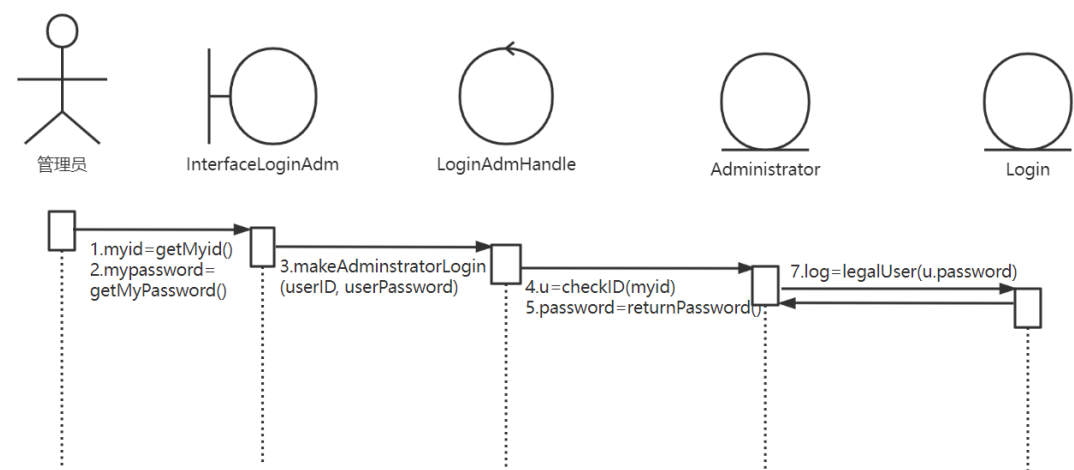 管理员
InterfaceLoginAdm
LoginAdmHandle
Administrator
Login
1.myid=getMyid()
2.mypassword=
getMyPassword()
3.makeAdminstratorLogin
(userID, userPassword)
4.u=checkID(myid)
5.password=returnPassword()
7.log=legalUser(u.password)